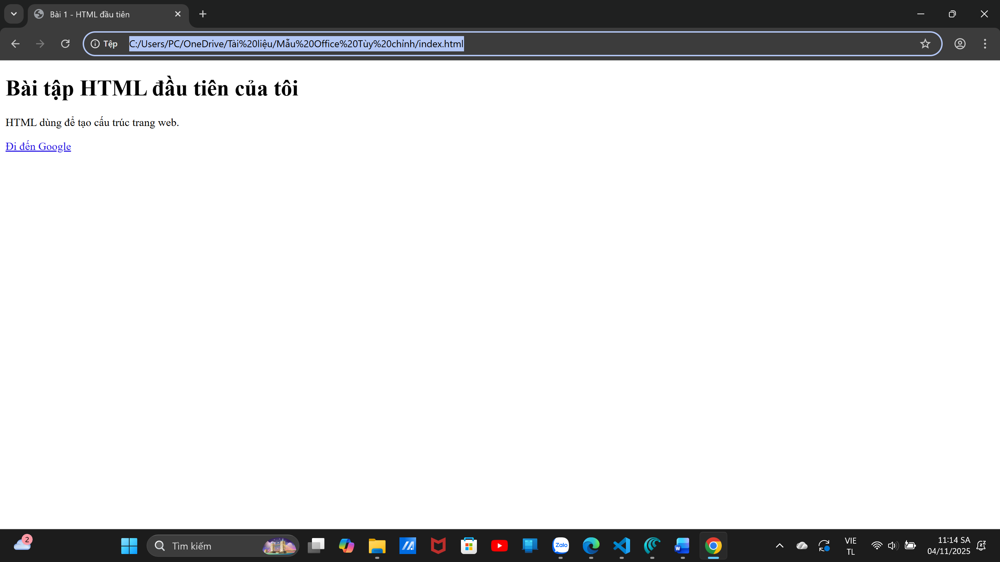 Bài 1 - HTML đầu tiên
Tệp C:/Users/PC/OneDrive/Tài%20liệu/Mẫu%20Office%20Tùy%20chỉnh/index.html
Bài tập HTML đầu tiên của tôi
HTML dùng để tạo cấu trúc trang web.
Đi đến Google
2
Tìm kiếm
Zalo
W
VIE
TL
11:14 SA
04/11/2025